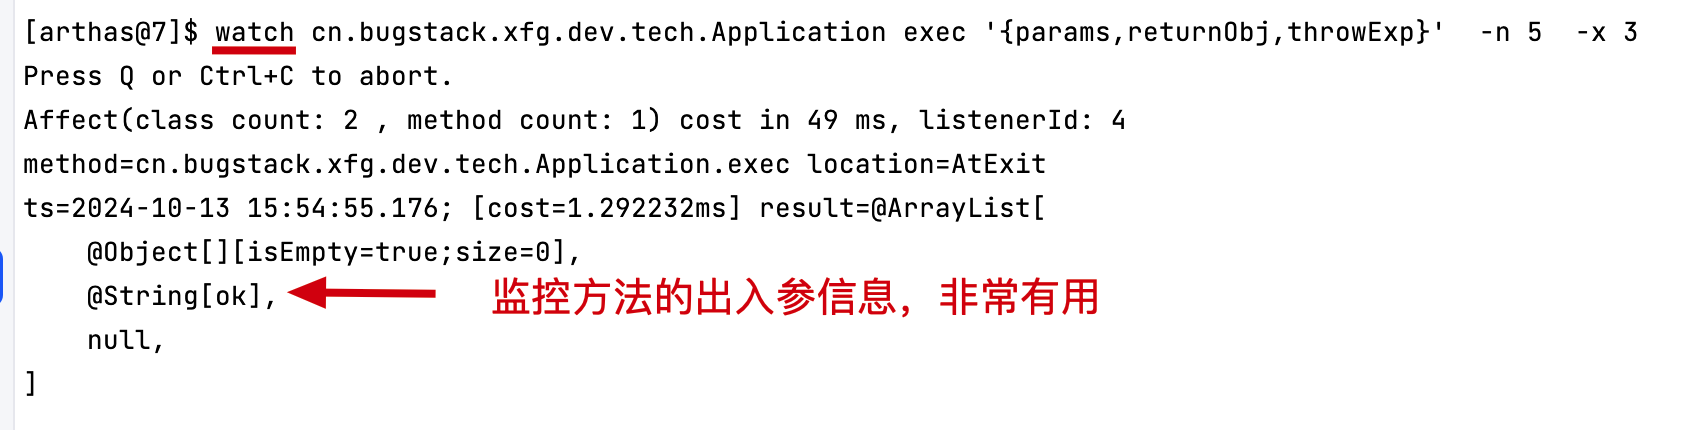 [arthas@7]$ watch cn.bugstack.xfg.dev.tech.Application exec '{params,returnObj,throwExp}'  -n 5  -x 3
Press Q or Ctrl+C to abort.
Affect(class count: 2 , method count: 1) cost in 49 ms, listenerId: 4
method=cn.bugstack.xfg.dev.tech.Application.exec location=AtExit
ts=2024-10-13 15:54:55.176; [cost=1.292232ms] result=@ArrayList[
    @Object[][isEmpty=true;size=0],
    @String[ok], 监控方法的出入参信息，非常有用
    null,
]